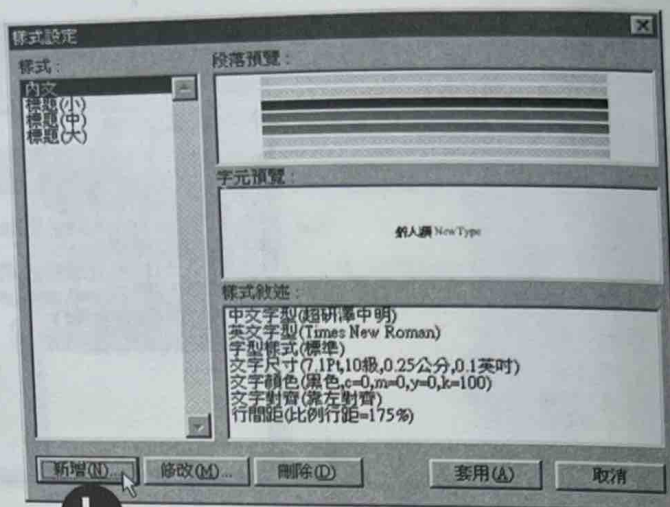 樣式設定
樣式:
內文
標題(小)
標題(中)
標題(大)
段落預覽:
字元預覽:
新人類 NewType
樣式敘述:
中文字型(超研澤中明)
英文字型(Times New Roman)
字型樣式(標準)
文字尺寸(7.1Pt,10級,0.25公分,0.1英吋)
文字顏色(黑色,c=0,m=0,y=0,k=100)
文字對齊(靠左對齊)
行間距(比例行距=175%)
新增(N)... 修改(M)... 刪除(D) 套用(A) 取消